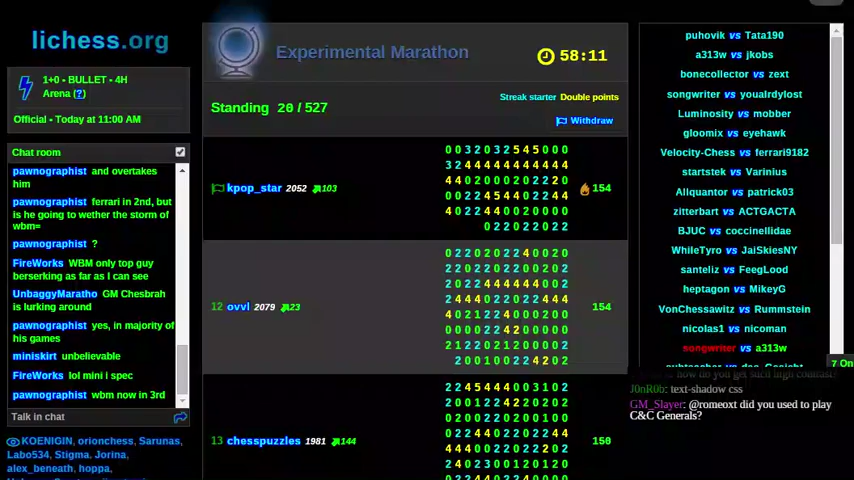 lichess.org
1+0 • BULLET • 4H
Arena (?)
Official • Today at 11:00 AM
Chat room
pawnographist and overtakes
him
pawnographist ferrari in 2nd, but
is he going to wether the storm of
wbm=
pawnographist ?
FireWorks WBM only top guy
berserking as far as I can see
UnbaggyMaratho GM Chesbrah
is lurking around
pawnographist yes, in majority of
his games
miniskirt unbelievable
FireWorks lol mini i spec
pawnographist wbm now in 3rd
Talk in chat
KOENIGIN, orionchess, Sarunas,
Labo534, Stigma. Jorina,
alex_beneath, hoppa,
Experimental Marathon
58:11
Standing 20 / 527
Streak starter Double points
Withdraw
kpop_star 2052 103
0 0 3 2 0 3 2 5 4 5 0 0 0
3 2 4 4 4 4 4 4 4 4 4 4 4
4 4 0 2 0 0 0 2 0 2 2 2 0
0 0 2 2 4 5 4 4 0 2 2 4 4
4 0 2 2 4 4 0 0 2 0 0 0 0
0 2 2 0 2 2 0 2 2
154
12 ovvl 2079 23
0 2 2 0 2 0 2 2 4 0 0 2 0
2 2 0 2 2 0 2 2 0 2 0 2 2
2 0 2 2 4 4 4 4 4 4 0 0 2
2 4 4 4 0 2 2 0 2 2 4 4 4
4 0 2 1 2 2 4 0 0 2 0 0 0
0 0 0 0 2 2 4 2 0 0 0 0 0
2 1 2 2 0 2 1 2 0 0 0 2 2
2 0 0 1 0 0 2 2 4 2 0 2
154
13 chesspuzzles 1981 144
2 2 4 5 4 4 4 0 0 3 1 0 2
2 0 0 1 2 2 4 2 2 0 2 0 2
0 2 0 0 2 2 0 2 0 0 0 0 2
0 2 2 4 4 0 2 2 0 2 2 4 4
4 4 0 0 2 2 0 2 2 2 0 2
2 4 0 2 3 0 0 1 2 0 1 2 0
150
puhovik vs Tata190
a313w vs jkobs
bonecollector vs zext
songwriter vs youalrdylost
Luminosity vs mobber
gloomix vs eyehawk
Velocity-Chess vs ferrari9182
startstek vs Varinius
Allquantor vs patrick03
zitterbart vs ACTGACTA
BJUC vs coccinellidae
WhileTyro vs JaiSkiesNY
santeliz vs FeegLood
heptagon vs MikeyG
VonChessawitz vs Rummstein
nicolas1 vs nicoman
songwriter vs a313w
7 On
how do you get such high contrast?
J0nR0b: text-shadow css
GM_Slayer: @romeoxt did you used to play
C&C Generals?